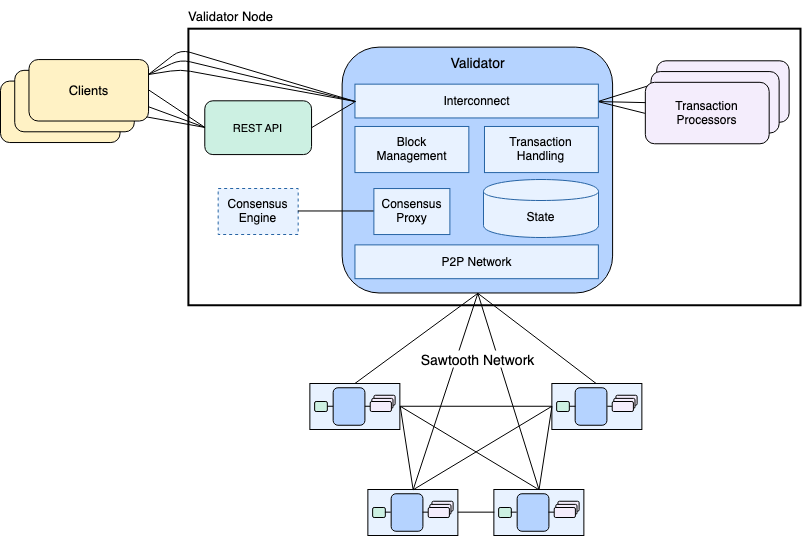 Validator Node
Validator
Clients
Interconnect
Transaction
Processors
REST API
Block
Management
Transaction
Handling
Consensus
Engine
Consensus
Proxy
State
P2P Network
Sawtooth Network